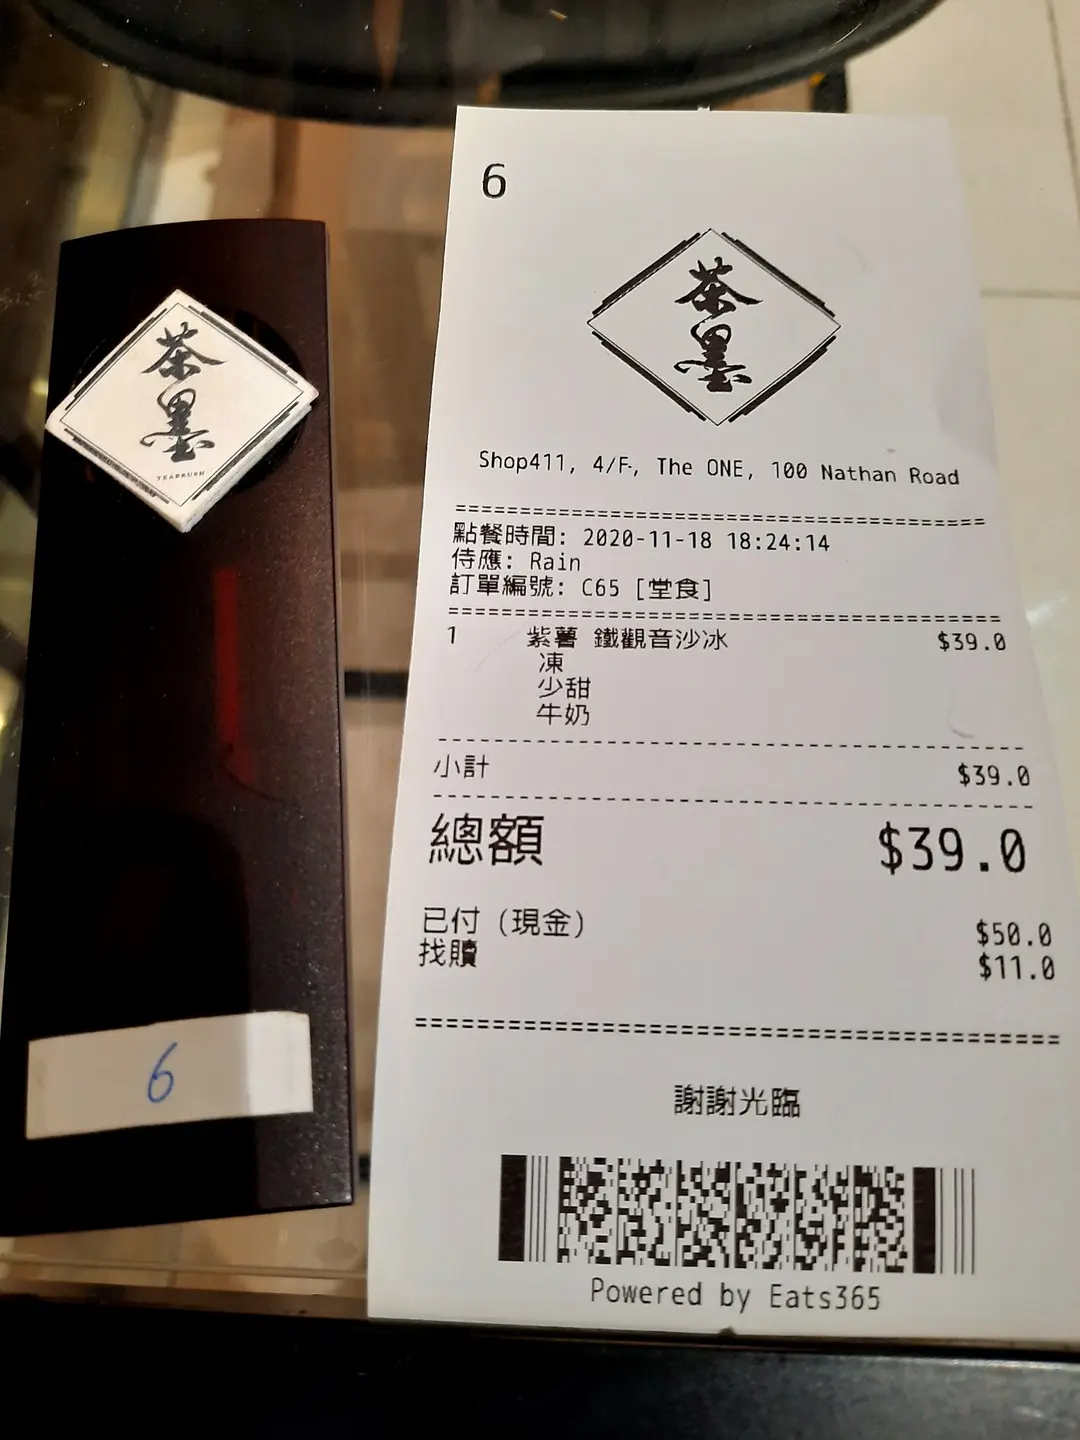 茶
墨
TEABRUSH
6
6
茶
墨
Shop411, 4/F., The ONE, 100 Nathan Road
點餐時間: 2020-11-18 18:24:14
侍應: Rain
訂單編號: C65 [堂食]
1 紫薯 鐵觀音沙冰 $39.0
凍
少甜
牛奶
小計 $39.0
總額 $39.0
已付 (現金) $50.0
找贖 $11.0
謝謝光臨
Powered by Eats365